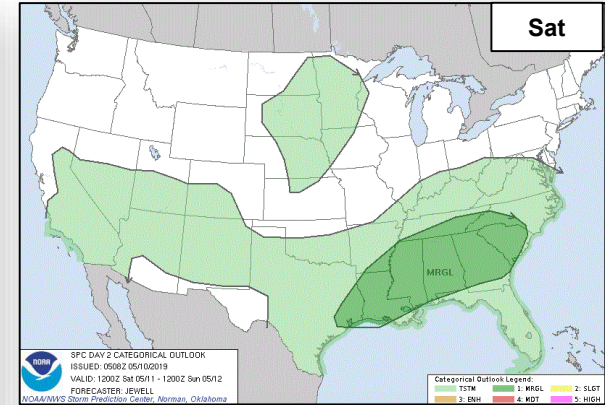 Sat
MRGL
NOAA
SPC DAY 2 CATEGORICAL OUTLOOK
ISSUED: 0508Z 05/10/2019
VALID: 1200Z Sat 05/11 - 1200Z Sun 05/12
FORECASTER: JEWELL
NOAA/NWS Storm Prediction Center, Norman, Oklahoma
Categorical Outlook Legend:
TSTM 1: MRGL 2: SLGT
3: ENH 4: MDT 5: HIGH